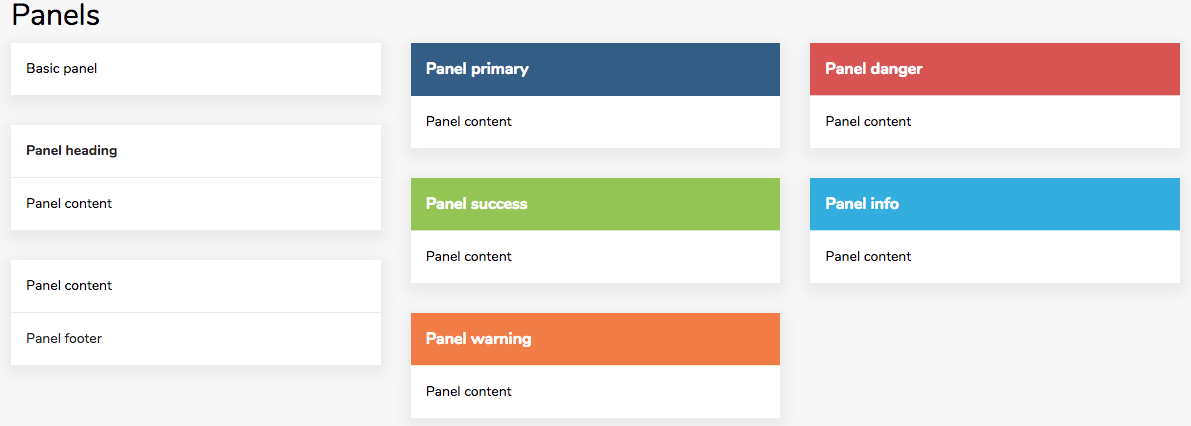 Panels
Basic panel
Panel heading
Panel content
Panel content
Panel footer
Panel primary
Panel content
Panel success
Panel content
Panel warning
Panel content
Panel danger
Panel content
Panel info
Panel content